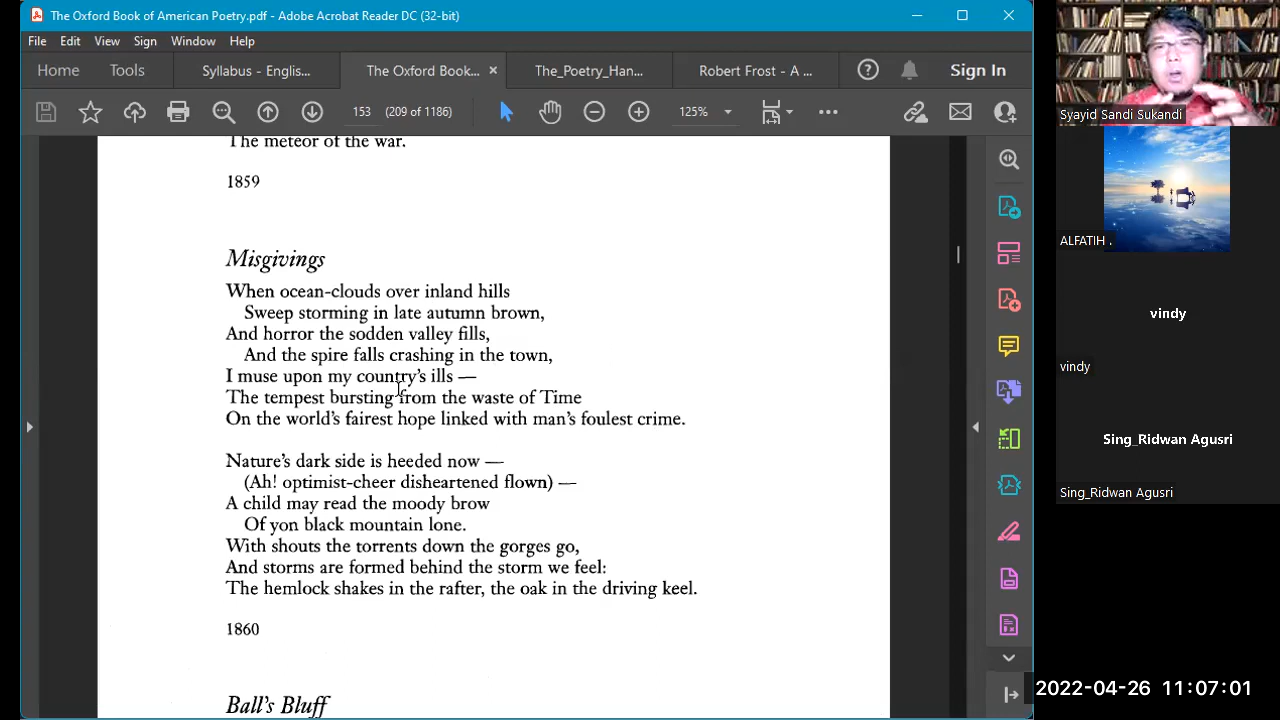 The Oxford Book of American Poetry.pdf - Adobe Acrobat Reader DC (32-bit)
File Edit View Sign Window Help
Home Tools Syllabus - Englis... The Oxford Book... The_Poetry_Han... Robert Frost - A ... Sign In
153 (209 of 1186) 125%
The meteor of the war.
1859
Misgivings
When ocean-clouds over inland hills
Sweep storming in late autumn brown,
And horror the sodden valley fills,
And the spire falls crashing in the town,
I muse upon my country's ills —
The tempest bursting from the waste of Time
On the world's fairest hope linked with man's foulest crime.
Nature's dark side is heeded now —
(Ah! optimist-cheer disheartened flown) —
A child may read the moody brow
Of yon black mountain lone.
With shouts the torrents down the gorges go,
And storms are formed behind the storm we feel:
The hemlock shakes in the rafter, the oak in the driving keel.
1860
Ball's Bluff
Syayid Sandi Sukandi
ALFATIH .
vindy
vindy
Sing_Ridwan Agusri
Sing_Ridwan Agusri
2022-04-26 11:07:01